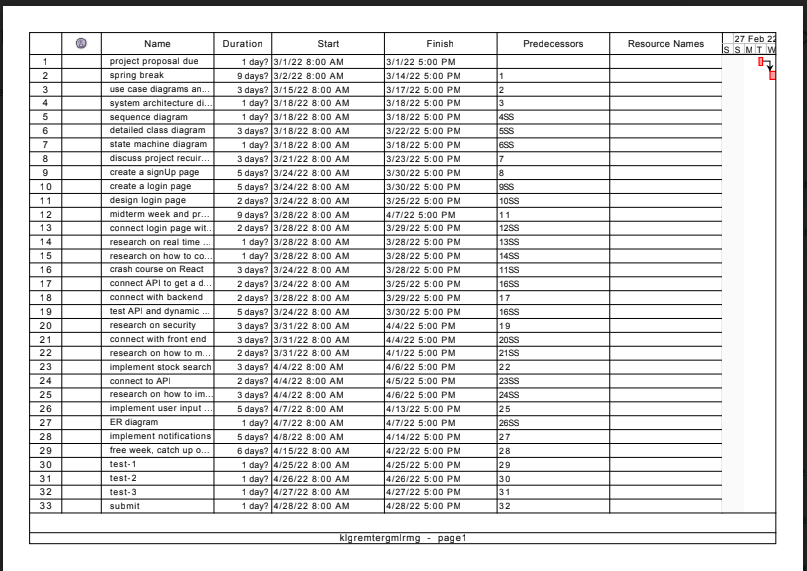 Name Duration Start Finish Predecessors Resource Names 27 Feb 22
S S M T W
1 project proposal due 1 day? 3/1/22 8:00 AM 3/1/22 5:00 PM
2 spring break 9 days? 3/2/22 8:00 AM 3/14/22 5:00 PM 1
3 use case diagrams an... 3 days? 3/15/22 8:00 AM 3/17/22 5:00 PM 2
4 system architecture di... 1 day? 3/18/22 8:00 AM 3/18/22 5:00 PM 3
5 sequence diagram 1 day? 3/18/22 8:00 AM 3/18/22 5:00 PM 4SS
6 detailed class diagram 3 days? 3/18/22 8:00 AM 3/22/22 5:00 PM 5SS
7 state machine diagram 1 day? 3/18/22 8:00 AM 3/18/22 5:00 PM 6SS
8 discuss project recuir... 3 days? 3/21/22 8:00 AM 3/23/22 5:00 PM 7
9 create a signUp page 5 days? 3/24/22 8:00 AM 3/30/22 5:00 PM 8
10 create a login page 5 days? 3/24/22 8:00 AM 3/30/22 5:00 PM 9SS
11 design login page 2 days? 3/24/22 8:00 AM 3/25/22 5:00 PM 10SS
12 midterm week and pr... 9 days? 3/28/22 8:00 AM 4/7/22 5:00 PM 11
13 connect login page wit... 2 days? 3/28/22 8:00 AM 3/29/22 5:00 PM 12SS
14 research on real time ... 1 day? 3/28/22 8:00 AM 3/28/22 5:00 PM 13SS
15 research on how to co... 1 day? 3/28/22 8:00 AM 3/28/22 5:00 PM 14SS
16 crash course on React 3 days? 3/24/22 8:00 AM 3/28/22 5:00 PM 11SS
17 connect API to get a d... 2 days? 3/24/22 8:00 AM 3/25/22 5:00 PM 16SS
18 connect with backend 2 days? 3/28/22 8:00 AM 3/29/22 5:00 PM 17
19 test API and dynamic ... 5 days? 3/24/22 8:00 AM 3/30/22 5:00 PM 16SS
20 research on security 3 days? 3/31/22 8:00 AM 4/4/22 5:00 PM 19
21 connect with front end 3 days? 3/31/22 8:00 AM 4/4/22 5:00 PM 20SS
22 research on how to m... 2 days? 3/31/22 8:00 AM 4/1/22 5:00 PM 21SS
23 implement stock search 3 days? 4/4/22 8:00 AM 4/6/22 5:00 PM 22
24 connect to API 2 days? 4/4/22 8:00 AM 4/5/22 5:00 PM 23SS
25 research on how to im... 3 days? 4/4/22 8:00 AM 4/6/22 5:00 PM 24SS
26 implement user input ... 5 days? 4/7/22 8:00 AM 4/13/22 5:00 PM 25
27 ER diagram 1 day? 4/7/22 8:00 AM 4/7/22 5:00 PM 26SS
28 implement notifications 5 days? 4/8/22 8:00 AM 4/14/22 5:00 PM 27
29 free week, catch up o... 6 days? 4/15/22 8:00 AM 4/22/22 5:00 PM 28
30 test-1 1 day? 4/25/22 8:00 AM 4/25/22 5:00 PM 29
31 test-2 1 day? 4/26/22 8:00 AM 4/26/22 5:00 PM 30
32 test-3 1 day? 4/27/22 8:00 AM 4/27/22 5:00 PM 31
33 submit 1 day? 4/28/22 8:00 AM 4/28/22 5:00 PM 32
klgremtergmlrmg - page1